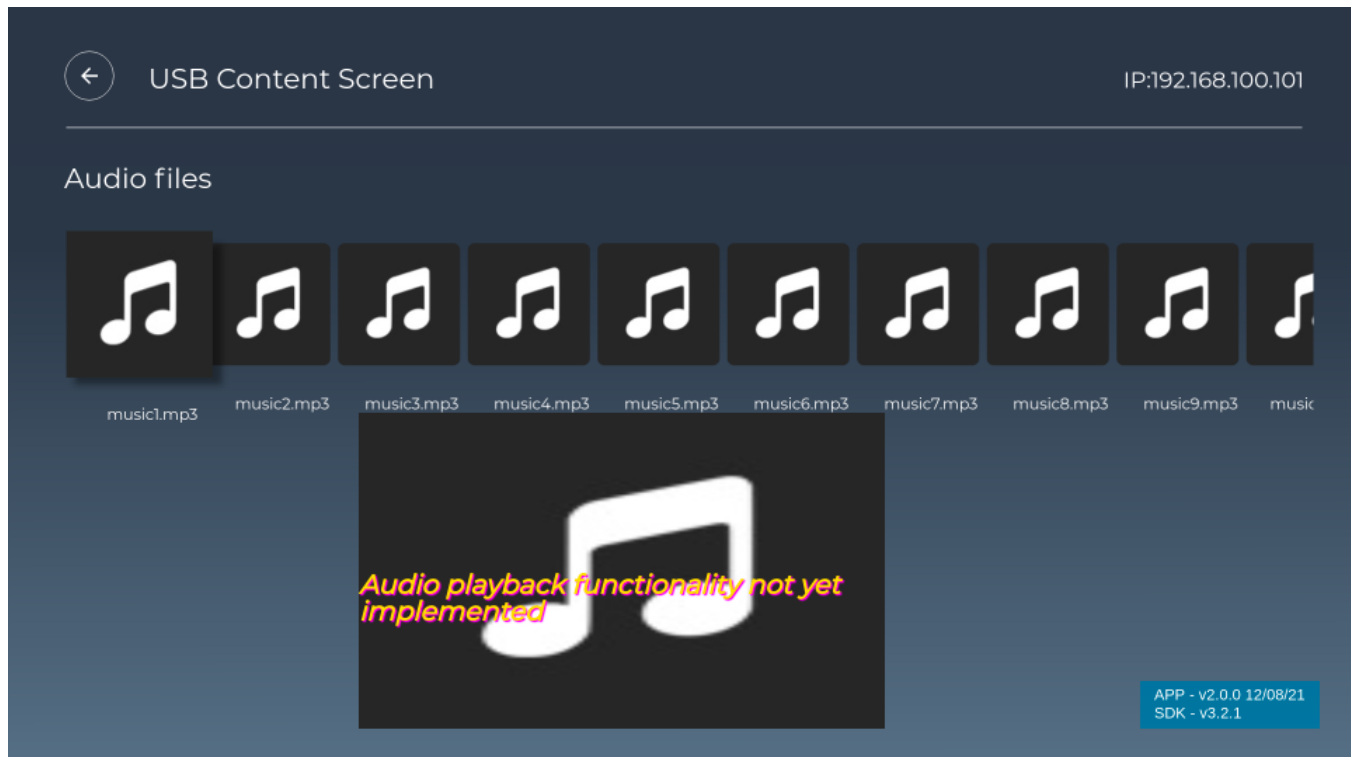 USB Content Screen
IP:192.168.100.101
Audio files
music1.mp3
music2.mp3
music3.mp3
music4.mp3
music5.mp3
music6.mp3
music7.mp3
music8.mp3
music9.mp3
music
Audio playback functionality not yet
implemented
APP - v2.0.0 12/08/21
SDK - v3.2.1